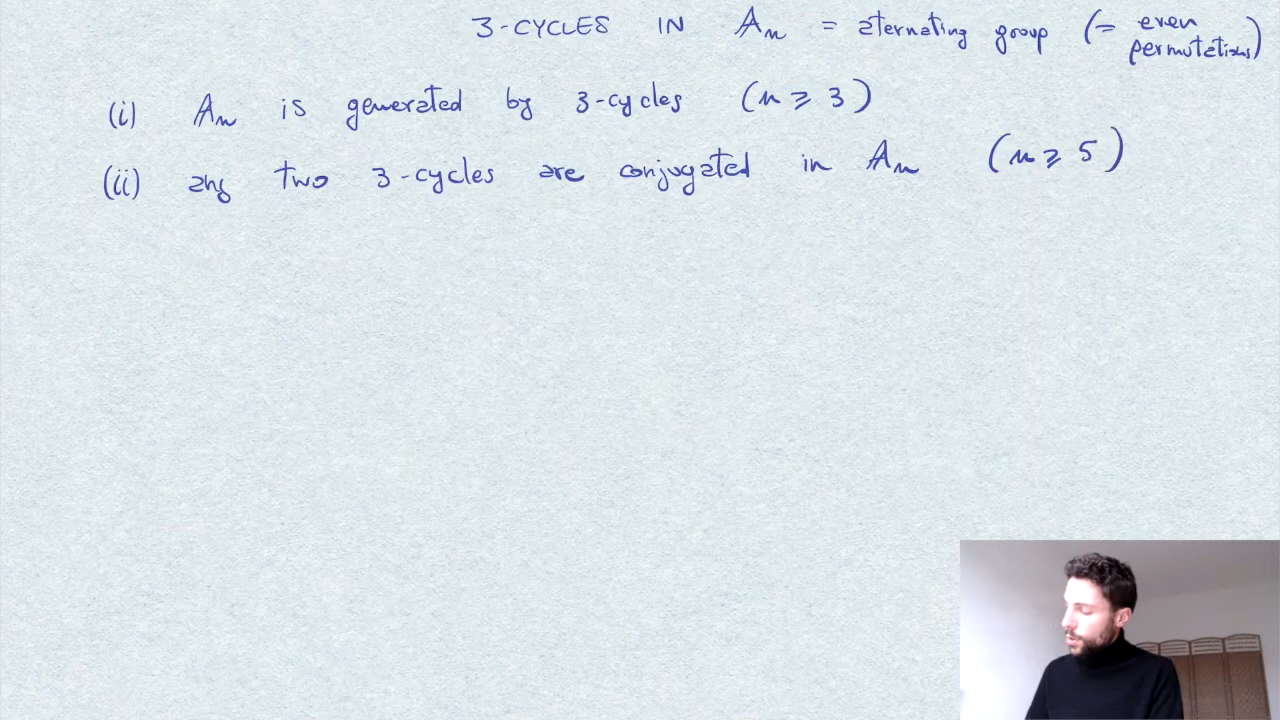 3-CYCLES IN An = aternating group (= even permutations)
(i) An is generated by 3-cycles (n ≥ 3)
(ii) any two 3-cycles are conjugated in An (n ≥ 5)